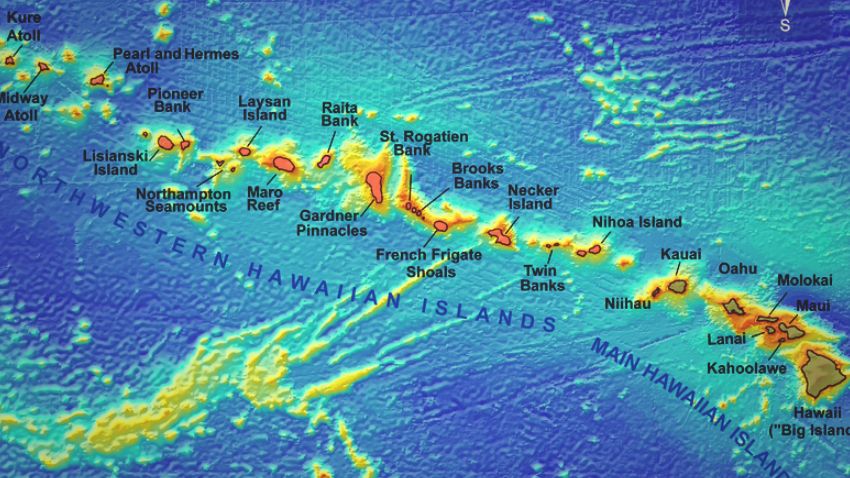 S
Kure
Atoll
Pearl and Hermes
Atoll
Midway
Atoll
Pioneer
Bank
Laysan
Island
Raita
Bank
St. Rogatien
Bank
Brooks
Banks
Necker
Island
Lisianski
Island
Northampton
Seamounts
Maro
Reef
Gardner
Pinnacles
French Frigate
Shoals
Twin
Banks
Nihoa Island
Kauai
Niihau
Oahu
Molokai
Maui
Lanai
Kahoolawe
Hawaii
("Big Island
NORTHWESTERN HAWAIIAN ISLANDS
MAIN HAWAIIAN ISLAND